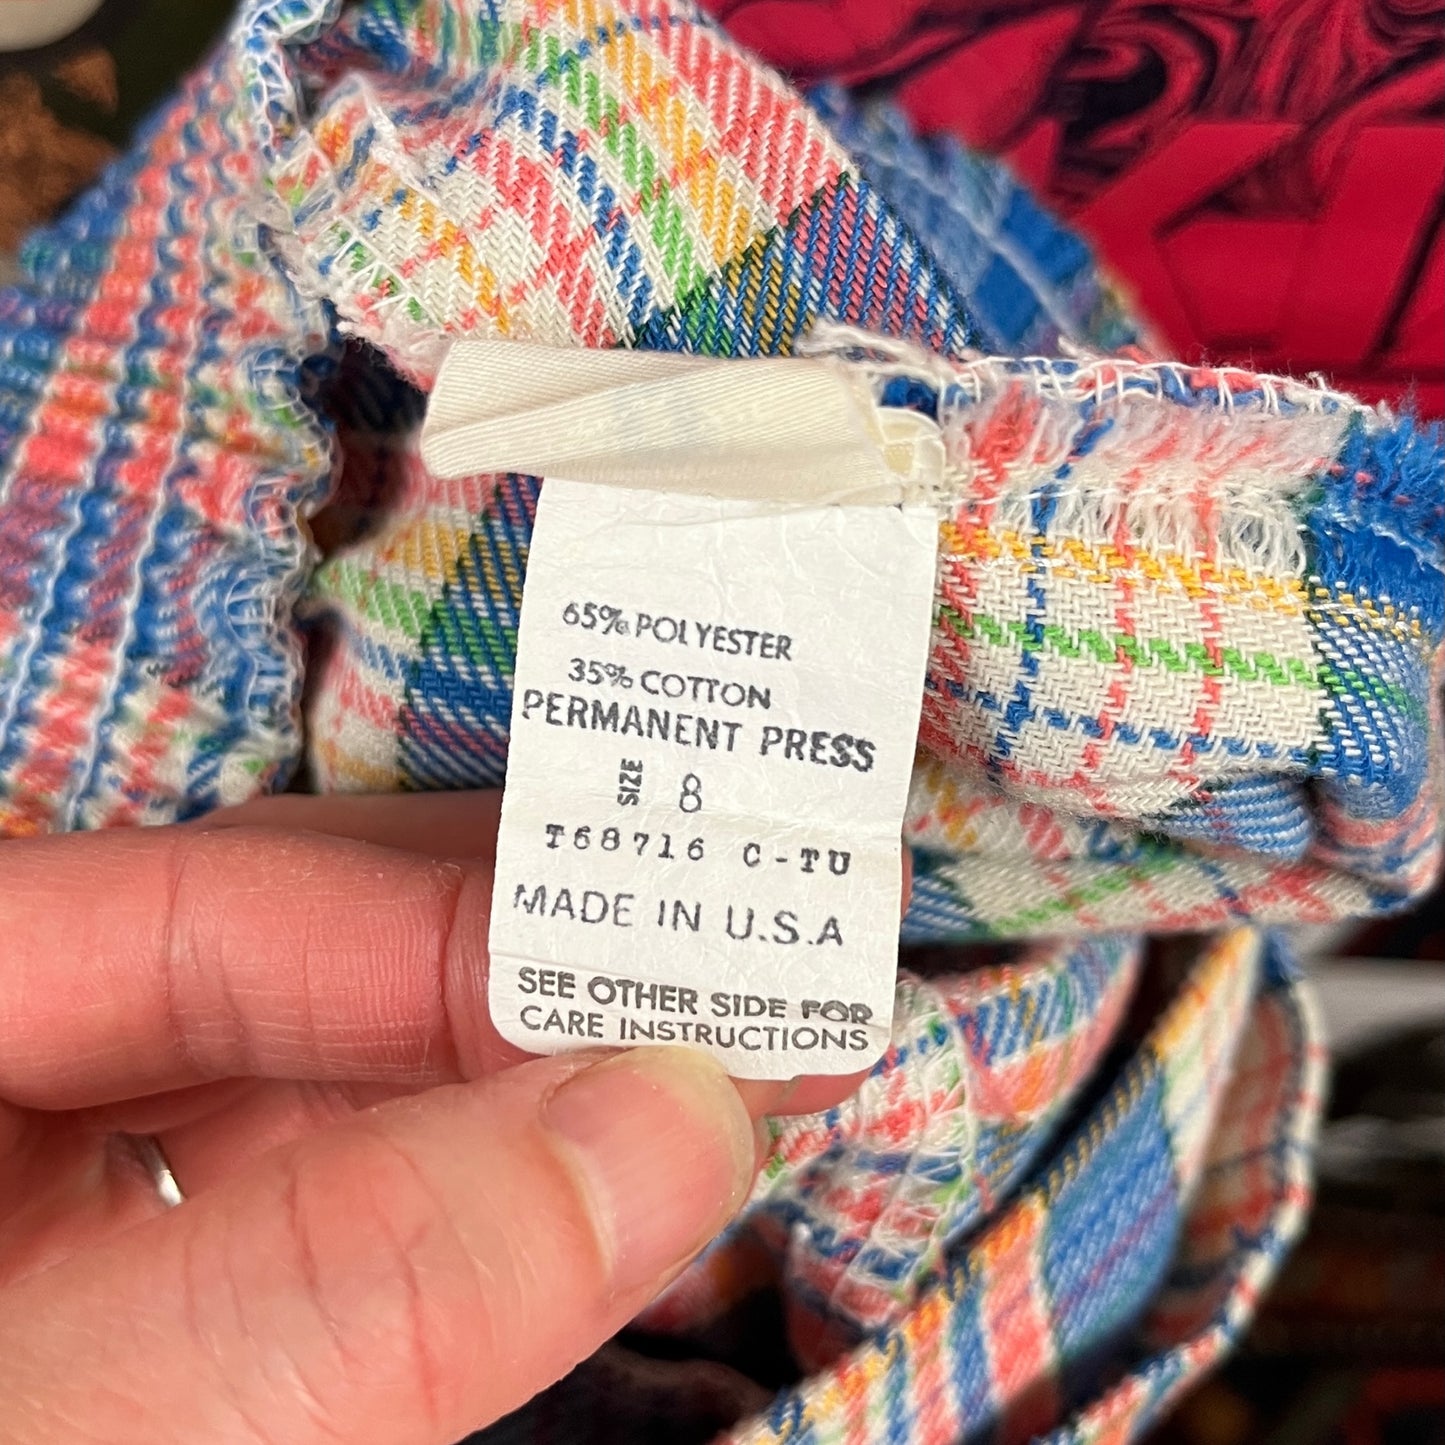 65% POLYESTER
35% COTTON
PERMANENT PRESS
SIZE 8
T68716 C-TU
MADE IN U.S.A
SEE OTHER SIDE FOR
CARE INSTRUCTIONS